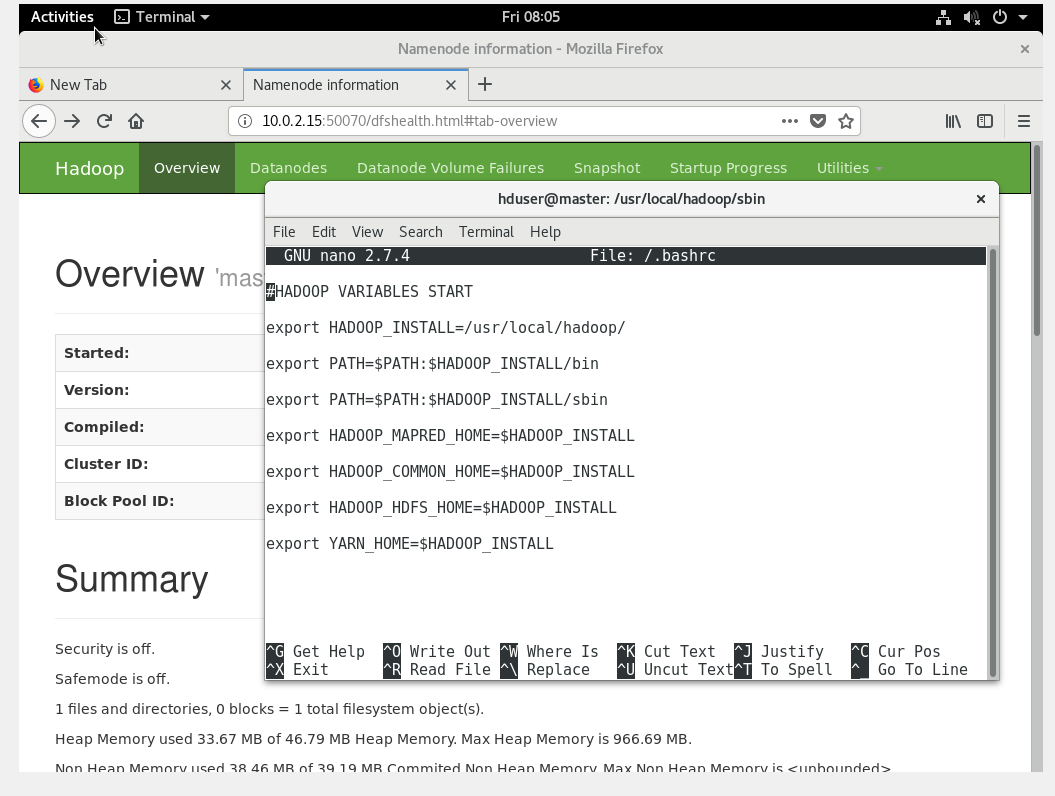 Activities Terminal Fri 08:05
Namenode information - Mozilla Firefox
New Tab Namenode information
10.0.2.15:50070/dfshealth.html#tab-overview
Hadoop Overview Datanodes Datanode Volume Failures Snapshot Startup Progress Utilities
hduser@master: /usr/local/hadoop/sbin
File Edit View Search Terminal Help
GNU nano 2.7.4 File: /.bashrc
#HADOOP VARIABLES START
export HADOOP_INSTALL=/usr/local/hadoop/
export PATH=$PATH:$HADOOP_INSTALL/bin
export PATH=$PATH:$HADOOP_INSTALL/sbin
export HADOOP_MAPRED_HOME=$HADOOP_INSTALL
export HADOOP_COMMON_HOME=$HADOOP_INSTALL
export HADOOP_HDFS_HOME=$HADOOP_INSTALL
export YARN_HOME=$HADOOP_INSTALL
^G Get Help ^O Write Out ^W Where Is ^K Cut Text ^J Justify ^C Cur Pos
^X Exit ^R Read File ^\ Replace ^U Uncut Text ^T To Spell ^_ Go To Line
Overview 'mas
Started:
Version:
Compiled:
Cluster ID:
Block Pool ID:
Summary
Security is off.
Safemode is off.
1 files and directories, 0 blocks = 1 total filesystem object(s).
Heap Memory used 33.67 MB of 46.79 MB Heap Memory. Max Heap Memory is 966.69 MB.
Non Heap Memory used 38.46 MB of 39.19 MB Commited Non Heap Memory. Max Non Heap Memory is <unbounded>